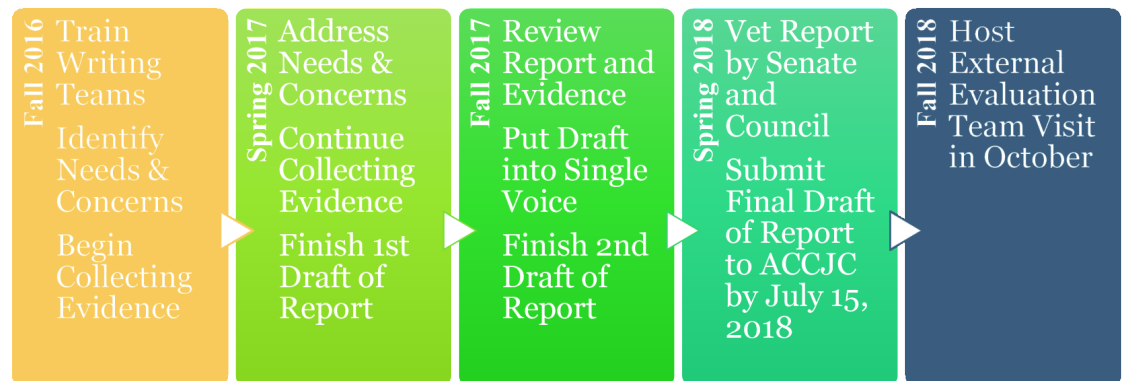 Fall 2016
Train
Writing
Teams
Identify
Needs &
Concerns
Begin
Collecting
Evidence
Spring 2017
Address
Needs &
Concerns
Continue
Collecting
Evidence
Finish 1st
Draft of
Report
Fall 2017
Review
Report and
Evidence
Put Draft
into Single
Voice
Finish 2nd
Draft of
Report
Spring 2018
Vet Report
by Senate
and
Council
Submit
Final Draft
of Report
to ACCJC
by July 15,
2018
Fall 2018
Host
External
Evaluation
Team Visit
in October